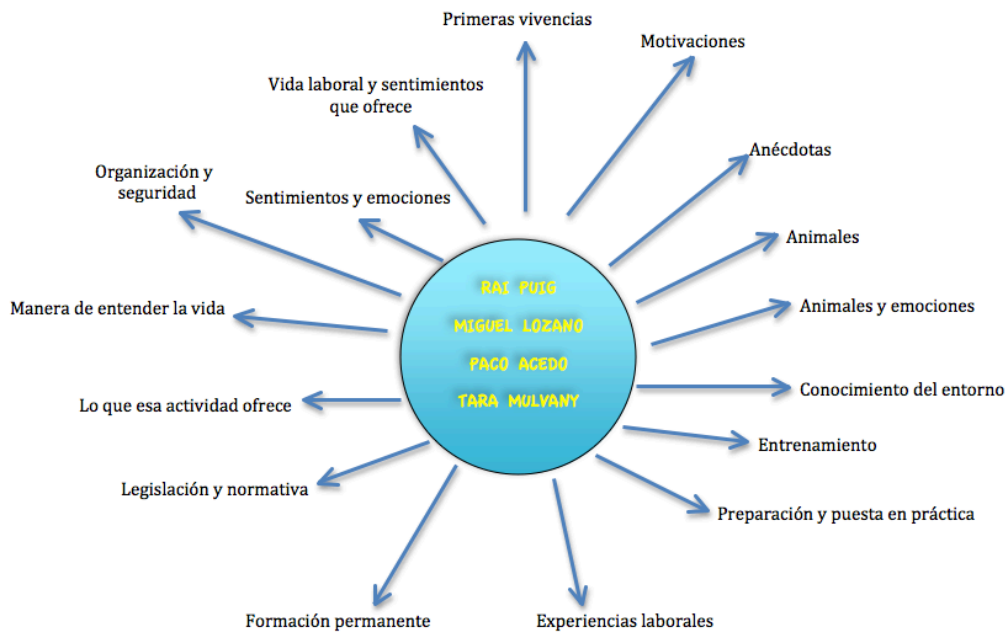 Primeras vivencias
Motivaciones
Vida laboral y sentimientos
que ofrece
Anécdotas
Organización y
seguridad
Sentimientos y emociones
Animales
RAI PUIG
Manera de entender la vida
Animales y emociones
MIGUEL LOZANO
PACO ACEDO
Conocimiento del entorno
Lo que esa actividad ofrece
TARA MULVANY
Entrenamiento
Legislación y normativa
Preparación y puesta en práctica
Formación permanente
Experiencias laborales